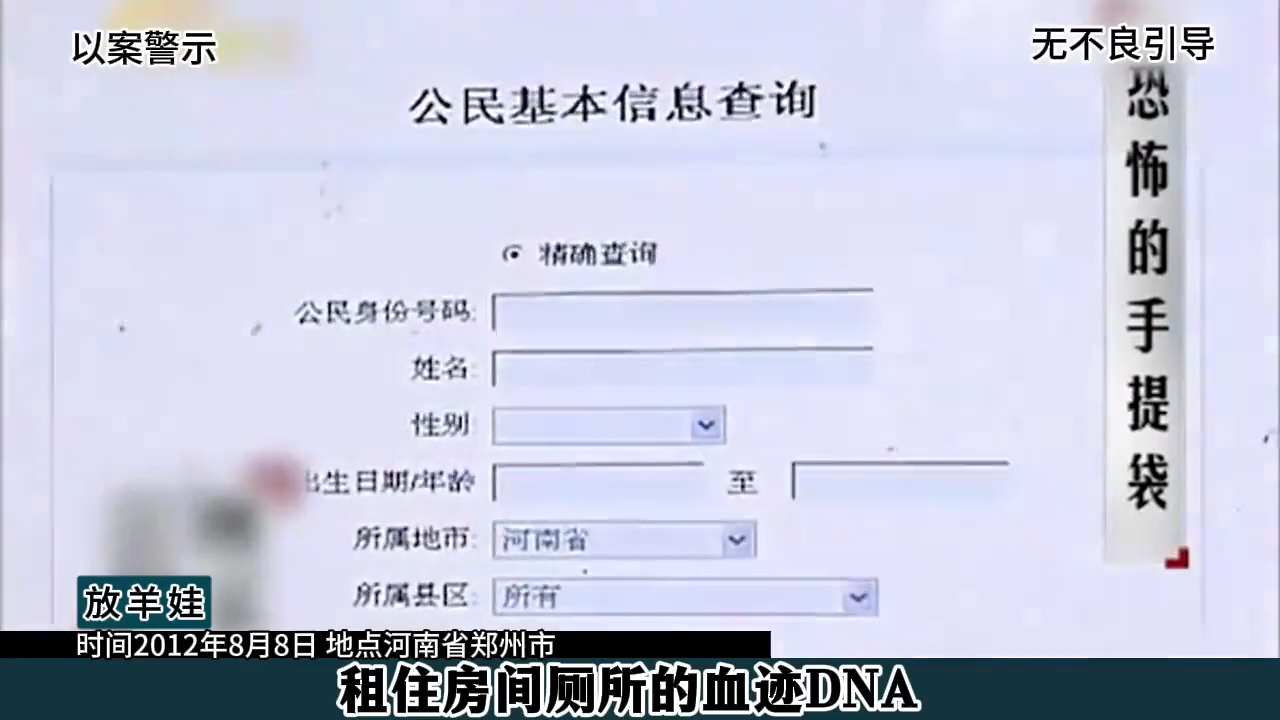 以案警示
无不良引导
恐怖的手提袋
公民基本信息查询
精确查询
公民身份号码:
姓名:
性别:
出生日期/年龄
至
所属地市:
河南省
所属县区:
所有
放羊娃
时间2012年8月8日 地点河南省郑州市
租住房间厕所的血迹DNA